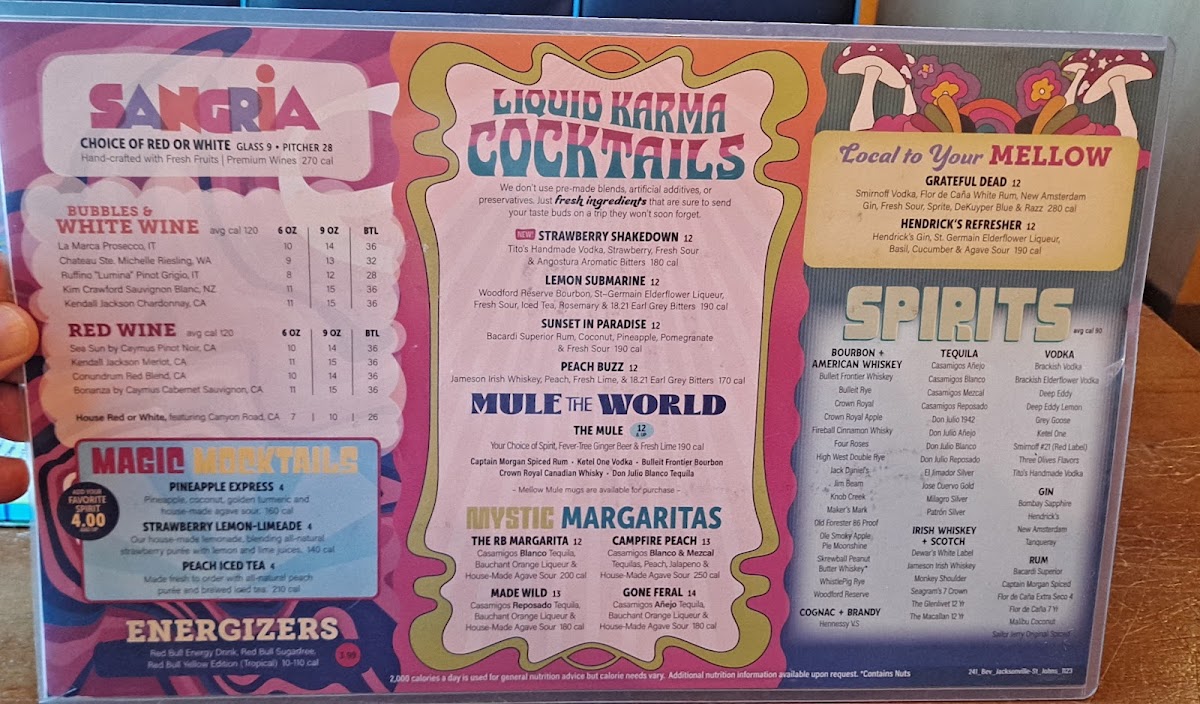 SANGRIA
CHOICE OF RED OR WHITE GLASS 9 • PITCHER 28
Hand-crafted with Fresh Fruits | Premium Wines 270 cal
BUBBLES &
WHITE WINE avg cal 120 6 OZ | 9 OZ | BTL
La Marca Prosecco, IT 10 14 36
Chateau Ste. Michelle Riesling, WA 9 13 32
Ruffino "Lumina" Pinot Grigio, IT 8 12 28
Kim Crawford Sauvignon Blanc, NZ 11 15 36
Kendall Jackson Chardonnay, CA 11 15 36
RED WINE avg cal 120 6 OZ | 9 OZ | BTL
Sea Sun by Caymus Pinot Noir, CA 10 14 36
Kendall Jackson Merlot, CA 11 15 36
Conundrum Red Blend, CA 10 14 36
Bonanza by Caymus Cabernet Sauvignon, CA 11 15 36
House Red or White, featuring Canyon Road, CA 7 | 10 | 26
MAGIC MOCKTAILS
ADD YOUR
FAVORITE
SPIRIT
4.00
PINEAPPLE EXPRESS 4
Pineapple, coconut, golden turmeric and
house-made agave sour. 160 cal
STRAWBERRY LEMON-LIMEADE 4
Our house-made lemonade, blending all-natural
strawberry purée with lemon and lime juices. 140 cal
PEACH ICED TEA 4
Made fresh to order with all-natural peach
purée and brewed iced tea. 210 cal
ENERGIZERS
Red Bull Energy Drink, Red Bull Sugarfree,
Red Bull Yellow Edition (Tropical) 10-110 cal
3.99
LIQUID KARMA
COCKTAILS
We don't use pre-made blends, artificial additives, or
preservatives. Just fresh ingredients that are sure to send
your taste buds on a trip they won't soon forget.
NEW! STRAWBERRY SHAKEDOWN 12
Tito's Handmade Vodka, Strawberry, Fresh Sour
& Angostura Aromatic Bitters 180 cal
LEMON SUBMARINE 12
Woodford Reserve Bourbon, St-Germain Elderflower Liqueur,
Fresh Sour, Iced Tea, Rosemary & 18.21 Earl Grey Bitters 190 cal
SUNSET IN PARADISE 12
Bacardi Superior Rum, Coconut, Pineapple, Pomegranate
& Fresh Sour 190 cal
PEACH BUZZ 12
Jameson Irish Whiskey, Peach, Fresh Lime, & 18.21 Earl Grey Bitters 170 cal
MULE THE WORLD
THE MULE 12 & UP
Your Choice of Spirit, Fever-Tree Ginger Beer & Fresh Lime 190 cal
Captain Morgan Spiced Rum • Ketel One Vodka • Bulleit Frontier Bourbon
Crown Royal Canadian Whisky • Don Julio Blanco Tequila
~ Mellow Mule mugs are available for purchase ~
MYSTIC MARGARITAS
THE RB MARGARITA 12
Casamigos Blanco Tequila,
Bauchant Orange Liqueur &
House-Made Agave Sour 200 cal
MADE WILD 13
Casamigos Reposado Tequila,
Bauchant Orange Liqueur &
House-Made Agave Sour 180 cal
CAMPFIRE PEACH 13
Casamigos Blanco & Mezcal
Tequilas, Peach, Jalapeno &
House-Made Agave Sour 250 cal
GONE FERAL 14
Casamigos Añejo Tequila,
Bauchant Orange Liqueur &
House-Made Agave Sour 180 cal
Local to Your MELLOW
GRATEFUL DEAD 12
Smirnoff Vodka, Flor de Caña White Rum, New Amsterdam
Gin, Fresh Sour, Sprite, DeKuyper Blue & Razz 280 cal
HENDRICK'S REFRESHER 12
Hendrick's Gin, St. Germain Elderflower Liqueur,
Basil, Cucumber & Agave Sour 190 cal
SPIRITS avg cal 90
BOURBON +
AMERICAN WHISKEY
Bulleit Frontier Whiskey
Bulleit Rye
Crown Royal
Crown Royal Apple
Fireball Cinnamon Whisky
Four Roses
High West Double Rye
Jack Daniel's
Jim Beam
Knob Creek
Maker's Mark
Old Forester 86 Proof
Ole Smoky Apple
Pie Moonshine
Skrewball Peanut
Butter Whiskey*
WhistlePig Rye
Woodford Reserve
COGNAC + BRANDY
Hennessy V.S
TEQUILA
Casamigos Añejo
Casamigos Blanco
Casamigos Mezcal
Casamigos Reposado
Don Julio 1942
Don Julio Añejo
Don Julio Blanco
Don Julio Reposado
El Jimador Silver
Jose Cuervo Gold
Milagro Silver
Patrón Silver
IRISH WHISKEY
+ SCOTCH
Dewar's White Label
Jameson Irish Whiskey
Monkey Shoulder
Seagram's 7 Crown
The Glenlivet 12 Yr
The Macallan 12 Yr
VODKA
Brackish Vodka
Brackish Elderflower Vodka
Deep Eddy
Deep Eddy Lemon
Grey Goose
Ketel One
Smirnoff #21 (Red Label)
Three Olives Flavors
Tito's Handmade Vodka
GIN
Bombay Sapphire
Hendrick's
New Amsterdam
Tanqueray
RUM
Bacardi Superior
Captain Morgan Spiced
Flor de Caña Extra Seco 4
Flor de Caña 7 Yr
Malibu Coconut
Sailor Jerry Original Spiced
2,000 calories a day is used for general nutrition advice but calorie needs vary. Additional nutrition information available upon request. *Contains Nuts
241_Bev_Jacksonville-St_Johns_1123